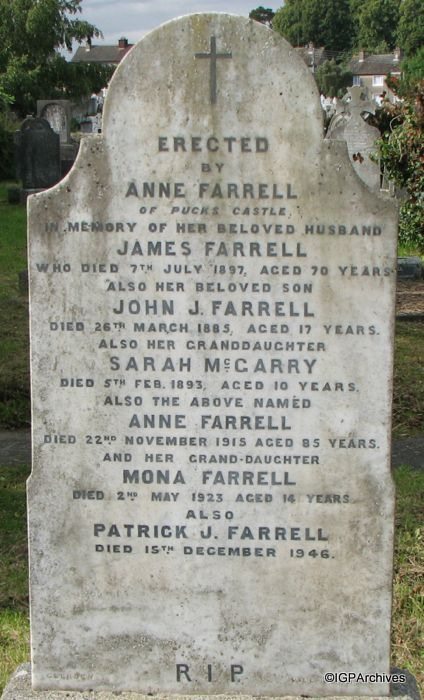 ERECTED
BY
ANNE FARRELL
OF PUCKS CASTLE,
IN MEMORY OF HER BELOVED HUSBAND
JAMES FARRELL
WHO DIED 7TH JULY 1897, AGED 70 YEARS
ALSO HER BELOVED SON
JOHN J. FARRELL
DIED 26TH MARCH 1885, AGED 17 YEARS.
ALSO HER GRANDDAUGHTER
SARAH McGARRY
DIED 5TH FEB. 1893, AGED 10 YEARS.
ALSO THE ABOVE NAMED
ANNE FARRELL
DIED 22ND NOVEMBER 1915 AGED 85 YEARS.
AND HER GRAND-DAUGHTER
MONA FARRELL
DIED 2ND MAY 1923 AGED 14 YEARS
ALSO
PATRICK J. FARRELL
DIED 15TH DECEMBER 1946.
R I P
©IGPArchives